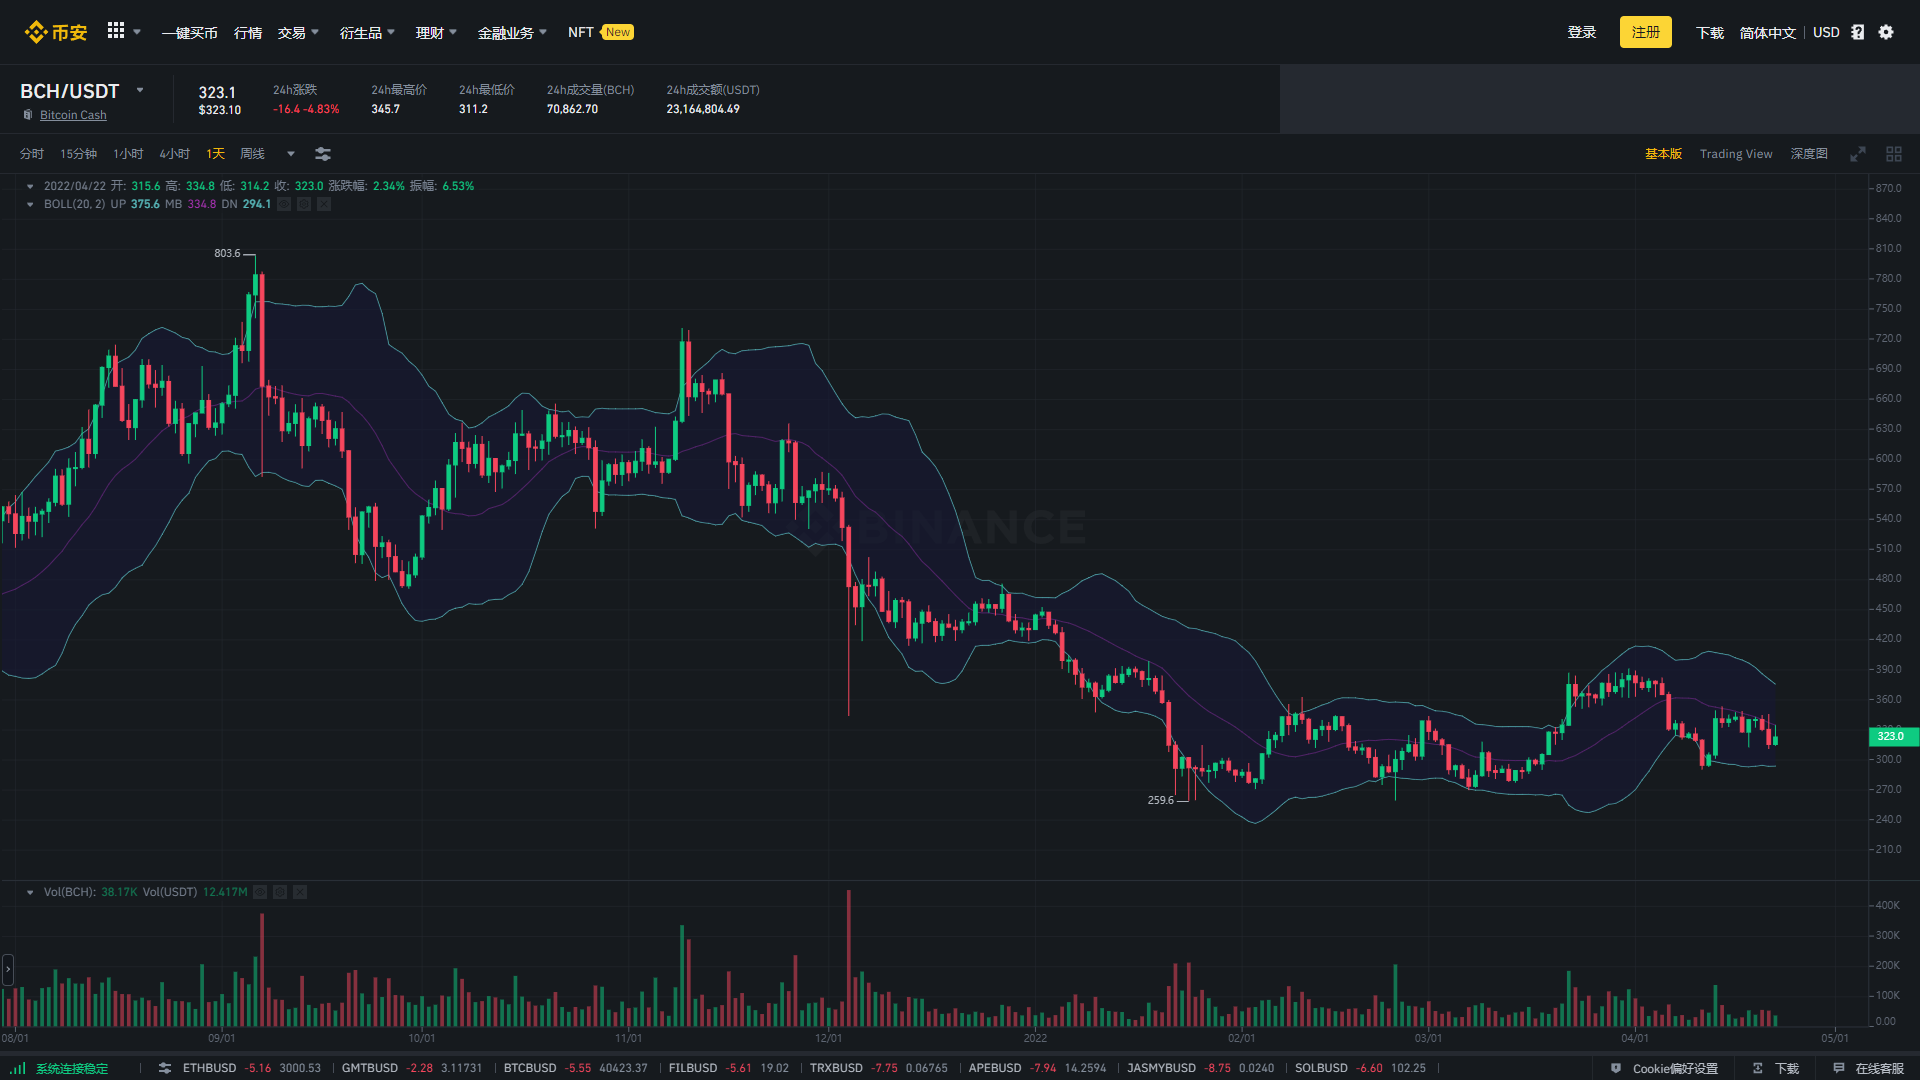 币安 一键买币 行情 交易 衍生品 理财 金融业务 NFT New 登录 注册 下载 简体中文 USD
BCH/USDT
Bitcoin Cash
323.1
$323.10
24h涨跌
-16.4 -4.83%
24h最高价
345.7
24h最低价
311.2
24h成交量(BCH)
70,862.70
24h成交额(USDT)
23,164,804.49
分时 15分钟 1小时 4小时 1天 周线 基本版 Trading View 深度图
2022/04/22 开: 315.6 高: 334.8 低: 314.2 收: 323.0 涨跌幅: 2.34% 振幅: 6.53%
BOLL(20, 2) UP 375.6 MB 334.8 DN 294.1
803.6
259.6
BINANCE
870.0
840.0
810.0
780.0
750.0
720.0
690.0
660.0
630.0
600.0
570.0
540.0
510.0
480.0
450.0
420.0
390.0
360.0
323.0
300.0
270.0
240.0
210.0
Vol(BCH): 38.17K Vol(USDT) 12.417M
400K
300K
200K
100K
0.00
08/01 09/01 10/01 11/01 12/01 2022 02/01 03/01 04/01 05/01
系统连接稳定 ETHBUSD -5.16 3000.53 GMTBUSD -2.28 3.11731 BTCBUSD -5.55 40423.37 FILBUSD -5.61 19.02 TRXBUSD -7.75 0.06765 APEBUSD -7.94 14.2594 JASMYBUSD -8.75 0.0240 SOLBUSD -6.60 102.25 Cookie偏好设置 下载 在线客服